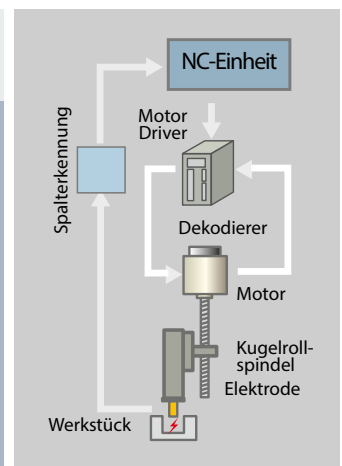 NC-Einheit
Motor
Driver
Spalterkennung
Dekodierer
Motor
Kugelroll-
spindel
Elektrode
Werkstück